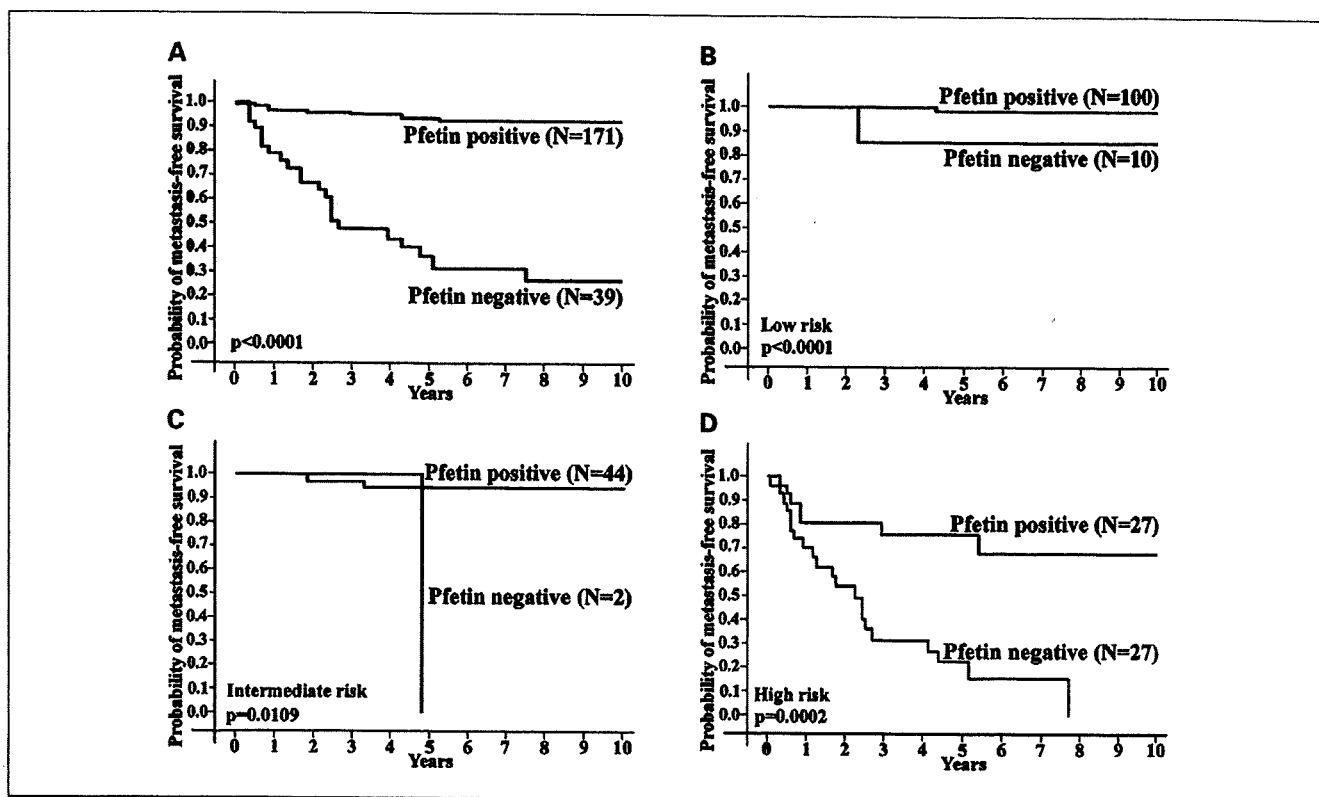 A
Probability of metastasis-free survival
1.0
0.9
0.8
0.7
0.6
0.5
0.4
0.3
0.2
0.1
0.0
Pfetin positive (N=171)
Pfetin negative (N=39)
p<0.0001
0 1 2 3 4 5 6 7 8 9 10
Years
B
Probability of metastasis-free survival
1.0
0.9
0.8
0.7
0.6
0.5
0.4
0.3
0.2
0.1
0.0
Pfetin positive (N=100)
Pfetin negative (N=10)
Low risk
p<0.0001
0 1 2 3 4 5 6 7 8 9 10
Years
C
Probability of metastasis-free survival
1.0
0.9
0.8
0.7
0.6
0.5
0.4
0.3
0.2
0.1
0.0
Pfetin positive (N=44)
Pfetin negative (N=2)
Intermediate risk
p=0.0109
0 1 2 3 4 5 6 7 8 9 10
Years
D
Probability of metastasis-free survival
1.0
0.9
0.8
0.7
0.6
0.5
0.4
0.3
0.2
0.1
0.0
Pfetin positive (N=27)
Pfetin negative (N=27)
High risk
p=0.0002
0 1 2 3 4 5 6 7 8 9 10
Years